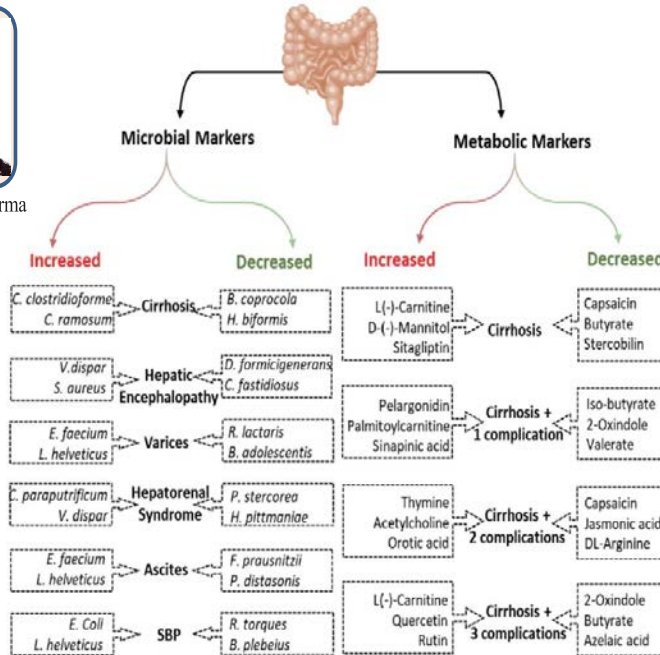 rma
Microbial Markers
Metabolic Markers
Increased
Decreased
Increased
Decreased
C. clostridioforme
C. ramosum
Cirrhosis
B. coprocola
H. biformis
V.dispar
S. aureus
Hepatic
Encephalopathy
D. formicigenerans
C. fastidiosus
E. faecium
L. helveticus
Varices
R. lactaris
B. adolescentis
C. paraputrificum
V. dispar
Hepatorenal
Syndrome
P. stercorea
H. pittmaniae
E. faecium
L. helveticus
Ascites
F. prausnitzii
P. distasonis
E. Coli
L. helveticus
SBP
R. torques
B. plebeius
L(-)-Carnitine
D-(-)-Mannitol
Sitagliptin
Cirrhosis
Capsaicin
Butyrate
Stercobilin
Pelargonidin
Palmitoylcarnitine
Sinapinic acid
Cirrhosis +
1 complication
Iso-butyrate
2-Oxindole
Valerate
Thymine
Acetylcholine
Orotic acid
Cirrhosis +
2 complications
Capsaicin
Jasmonic acid
DL-Arginine
L(-)-Carnitine
Quercetin
Rutin
Cirrhosis +
3 complications
2-Oxindole
Butyrate
Azelaic acid